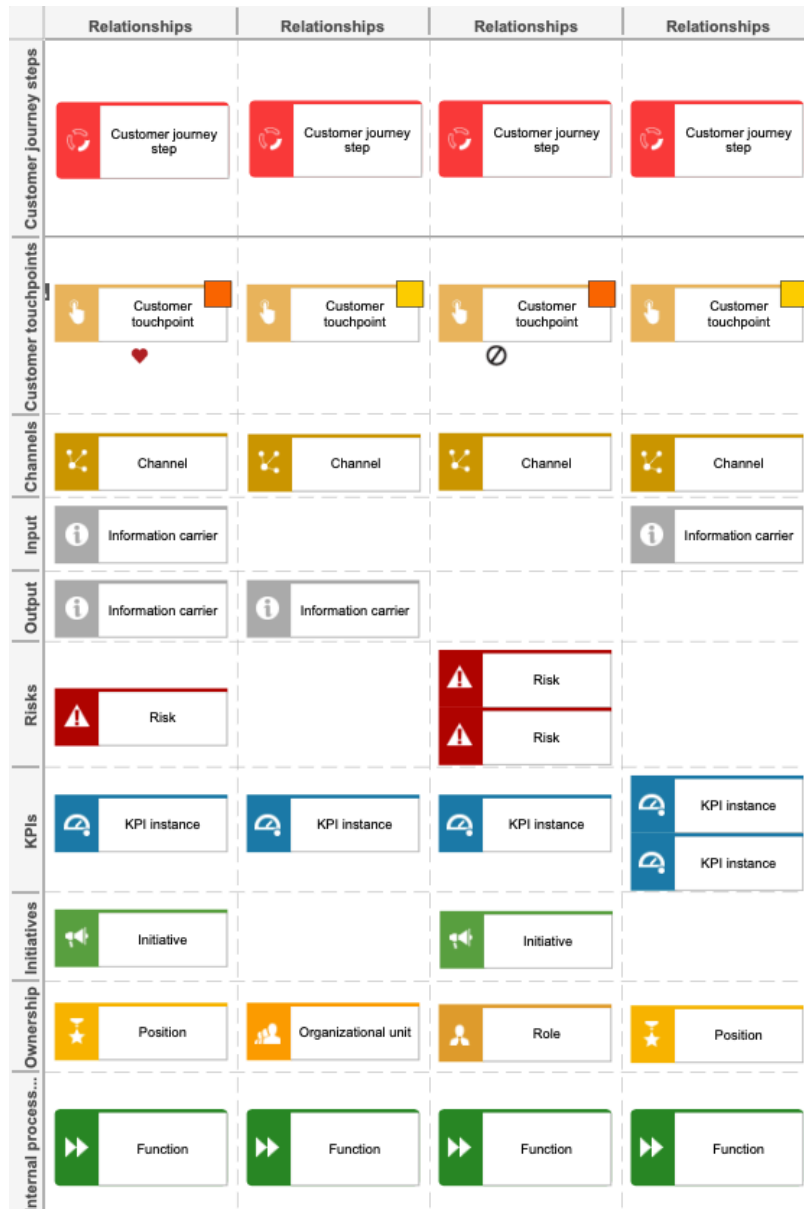 Relationships Relationships Relationships Relationships
Customer journey steps
Customer journey
step
Customer journey
step
Customer journey
step
Customer journey
step
Customer touchpoints
Customer
touchpoint
Customer
touchpoint
Customer
touchpoint
Customer
touchpoint
Channels
Channel
Channel
Channel
Channel
Input
Information carrier
Information carrier
Output
Information carrier
Information carrier
Risks
Risk
Risk
Risk
KPIs
KPI instance
KPI instance
KPI instance
KPI instance
KPI instance
Initiatives
Initiative
Initiative
Ownership
Position
Organizational unit
Role
Position
nternal process...
Function
Function
Function
Function